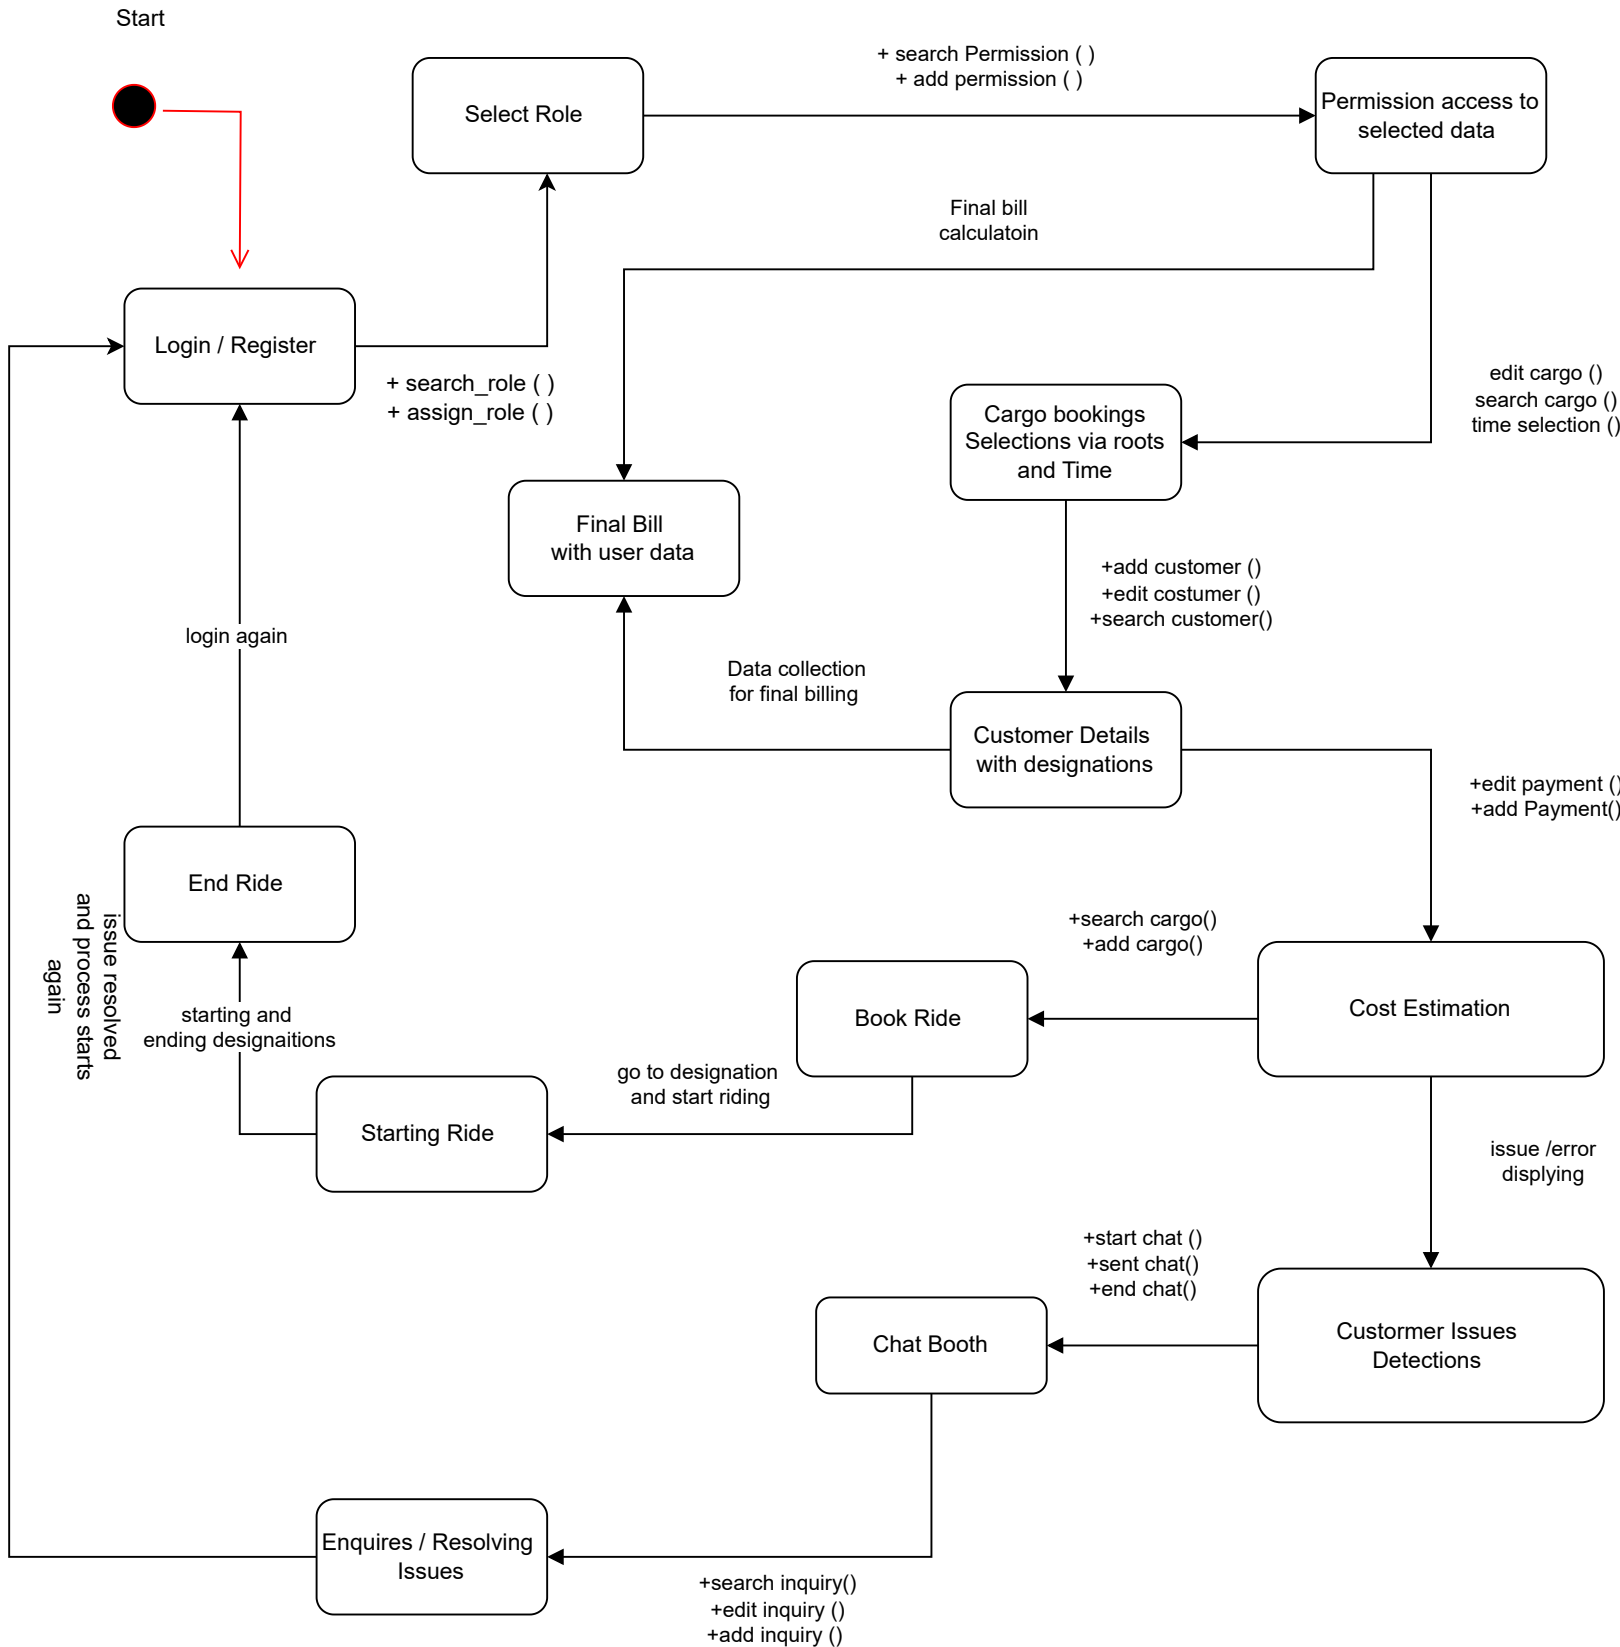 Start
+ search Permission ( )
+ add permission ( )
Select Role
Permission access to
selected data
Final bill
calculatoin
Login / Register
+ search_role ( )
+ assign_role ( )
edit cargo ()
search cargo ()
time selection ()
Cargo bookings
Selections via roots
and Time
Final Bill
with user data
+add customer ()
+edit costumer ()
+search customer()
login again
Data collection
for final billing
Customer Details
with designations
+edit payment ()
+add Payment()
End Ride
issue resolved
and process starts
again
+search cargo()
+add cargo()
Book Ride
Cost Estimation
starting and
ending designaitions
go to designation
and start riding
Starting Ride
issue /error
displying
+start chat ()
+sent chat()
+end chat()
Chat Booth
Custormer Issues
Detections
Enquires / Resolving
Issues
+search inquiry()
+edit inquiry ()
+add inquiry ()